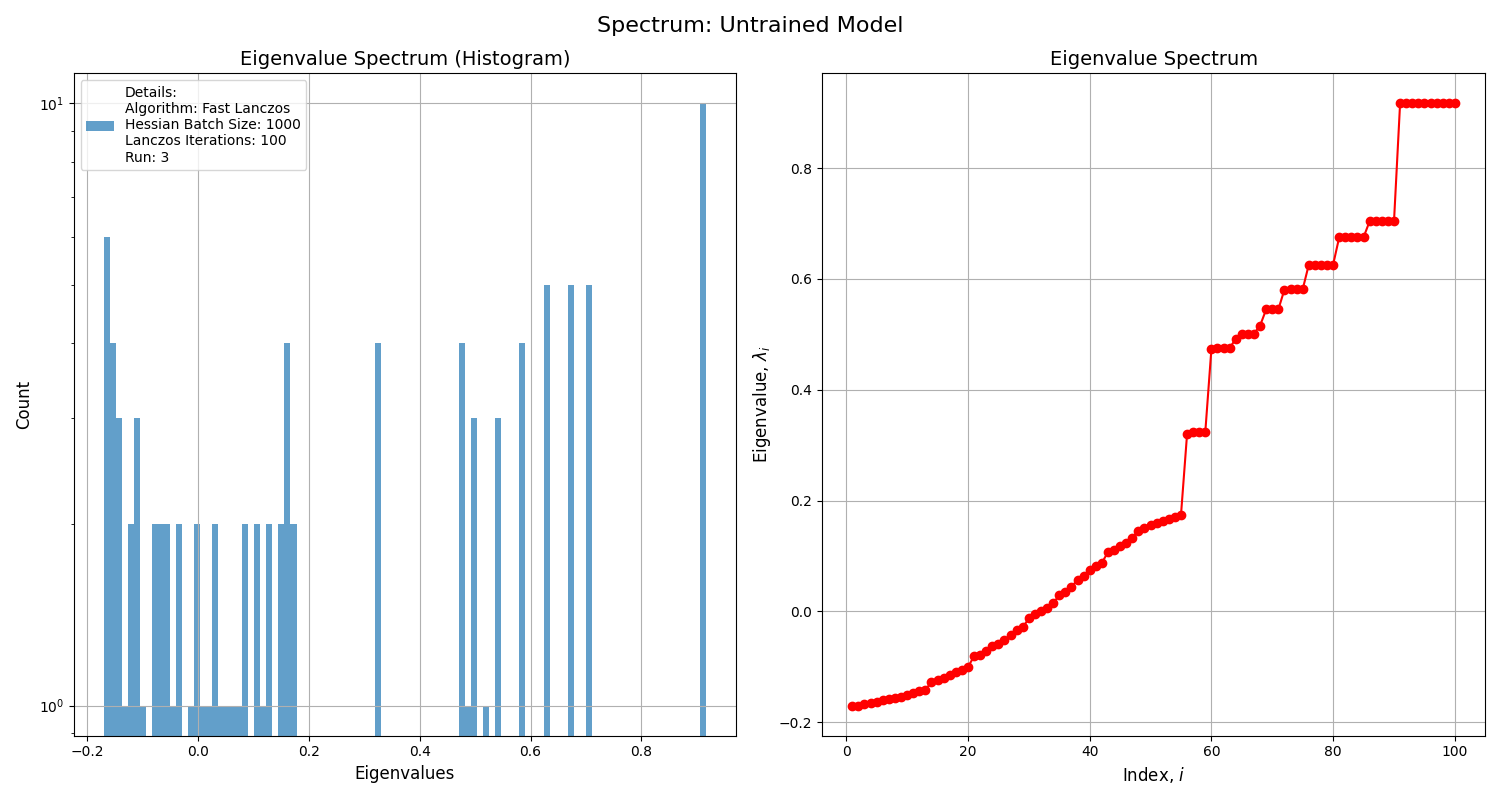 Spectrum: Untrained Model
Eigenvalue Spectrum (Histogram)
Details:
Algorithm: Fast Lanczos
Hessian Batch Size: 1000
Lanczos Iterations: 100
Run: 3
10¹
10⁰
Count
−0.2 0.0 0.2 0.4 0.6 0.8
Eigenvalues
Eigenvalue Spectrum
0.8
0.6
0.4
0.2
0.0
−0.2
Eigenvalue, λᵢ
0 20 40 60 80 100
Index, i